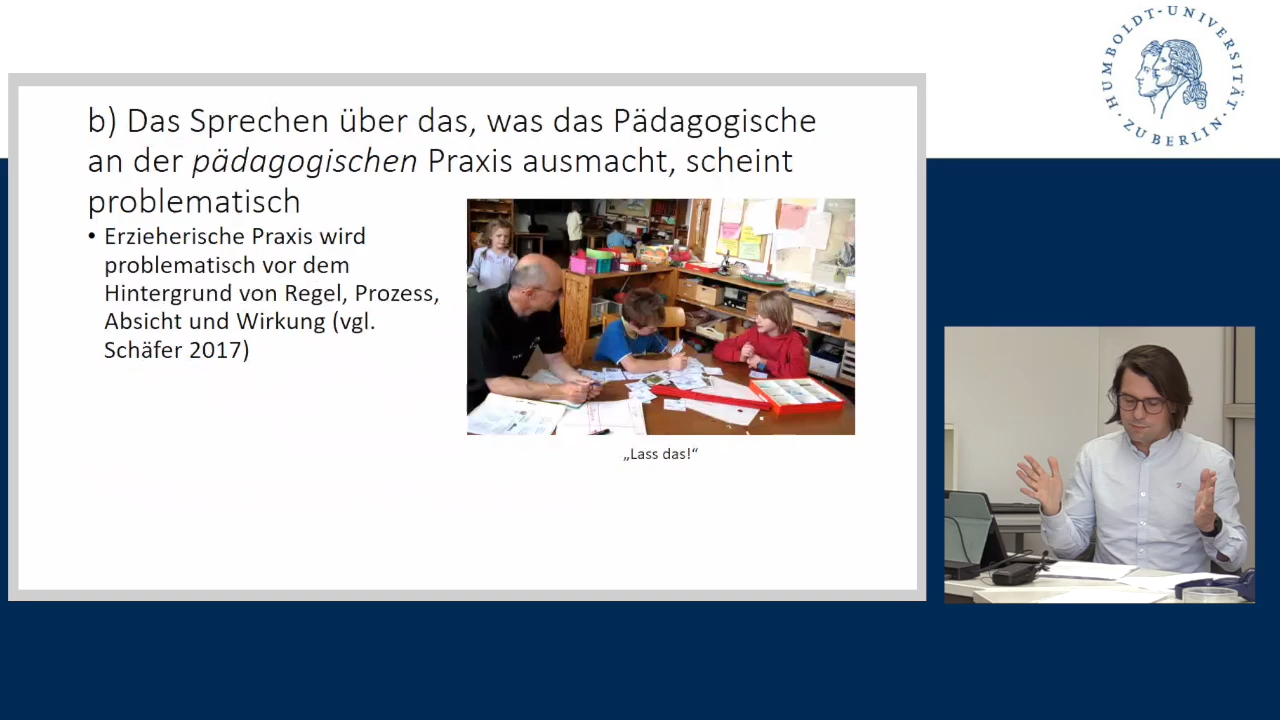 HUMBOLDT-UNIVERSITÄT
ZU BERLIN
b) Das Sprechen über das, was das Pädagogische
an der pädagogischen Praxis ausmacht, scheint
problematisch
• Erzieherische Praxis wird
problematisch vor dem
Hintergrund von Regel, Prozess,
Absicht und Wirkung (vgl.
Schäfer 2017)
„Lass das!“